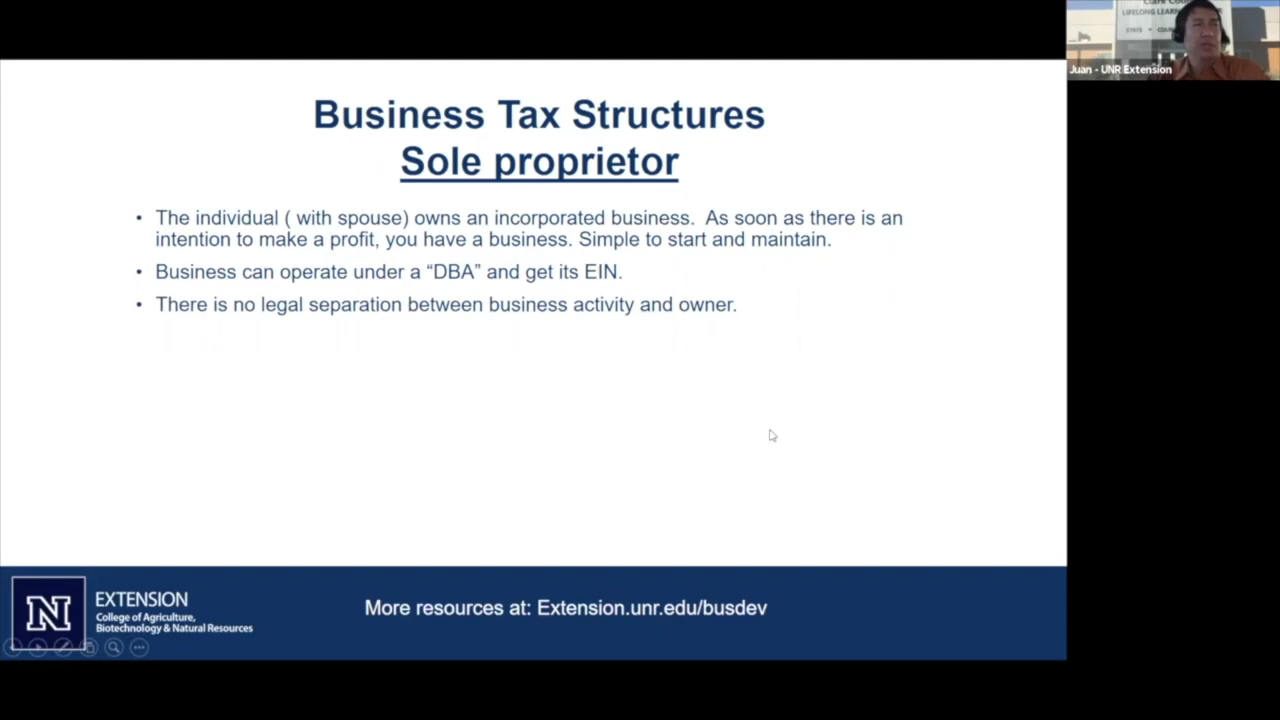 LIFELONG LEARN
STATE
Juan - UNR Extension
Business Tax Structures
Sole proprietor
• The individual ( with spouse) owns an incorporated business.  As soon as there is an
intention to make a profit, you have a business. Simple to start and maintain.
• Business can operate under a “DBA” and get its EIN.
• There is no legal separation between business activity and owner.
N
EXTENSION
College of Agriculture,
Biotechnology & Natural Resources
More resources at: Extension.unr.edu/busdev